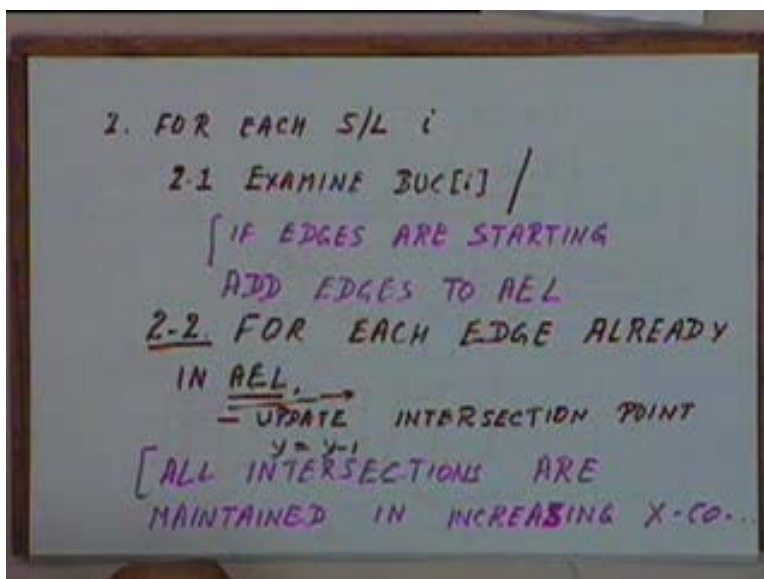 2. FOR EACH S/L i
2.1 EXAMINE BUC[i] /
[IF EDGES ARE STARTING
ADD EDGES TO AEL
2-2. FOR EACH EDGE ALREADY
IN AEL.
- UPDATE INTERSECTION POINT
y = y-1
[ALL INTERSECTIONS ARE
MAINTAINED IN INCREASING X-CO...